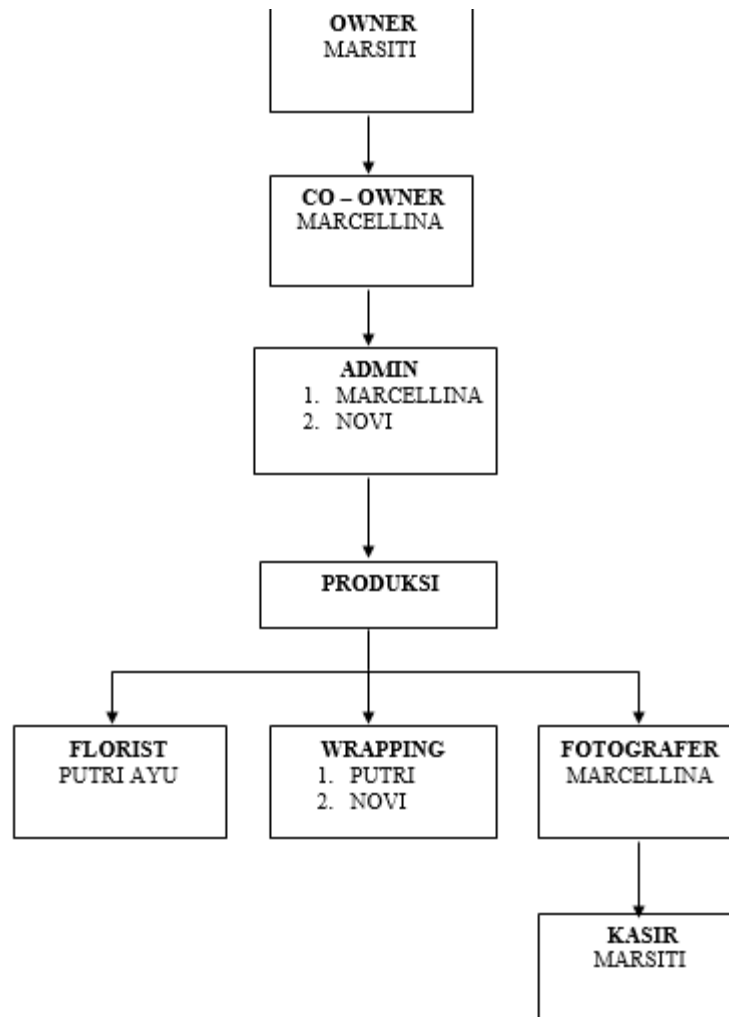 OWNER
MARSITI
CO – OWNER
MARCELLINA
ADMIN
1. MARCELLINA
2. NOVI
PRODUKSI
FLORIST
PUTRI AYU
WRAPPING
1. PUTRI
2. NOVI
FOTOGRAFER
MARCELLINA
KASIR
MARSITI